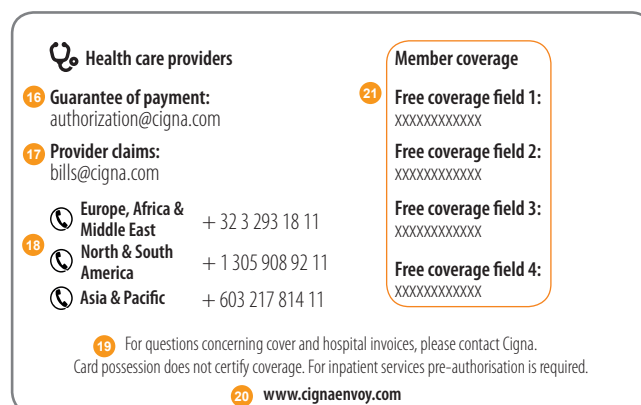 Health care providers
16 Guarantee of payment:
authorization@cigna.com
17 Provider claims:
bills@cigna.com
18
Europe, Africa &
Middle East + 32 3 293 18 11
North & South
America + 1 305 908 92 11
Asia & Pacific + 603 217 814 11
Member coverage
21 Free coverage field 1:
XXXXXXXXXXXX
Free coverage field 2:
XXXXXXXXXXXX
Free coverage field 3:
XXXXXXXXXXXX
Free coverage field 4:
XXXXXXXXXXXX
19 For questions concerning cover and hospital invoices, please contact Cigna.
Card possession does not certify coverage. For inpatient services pre-authorisation is required.
20 www.cignaenvoy.com